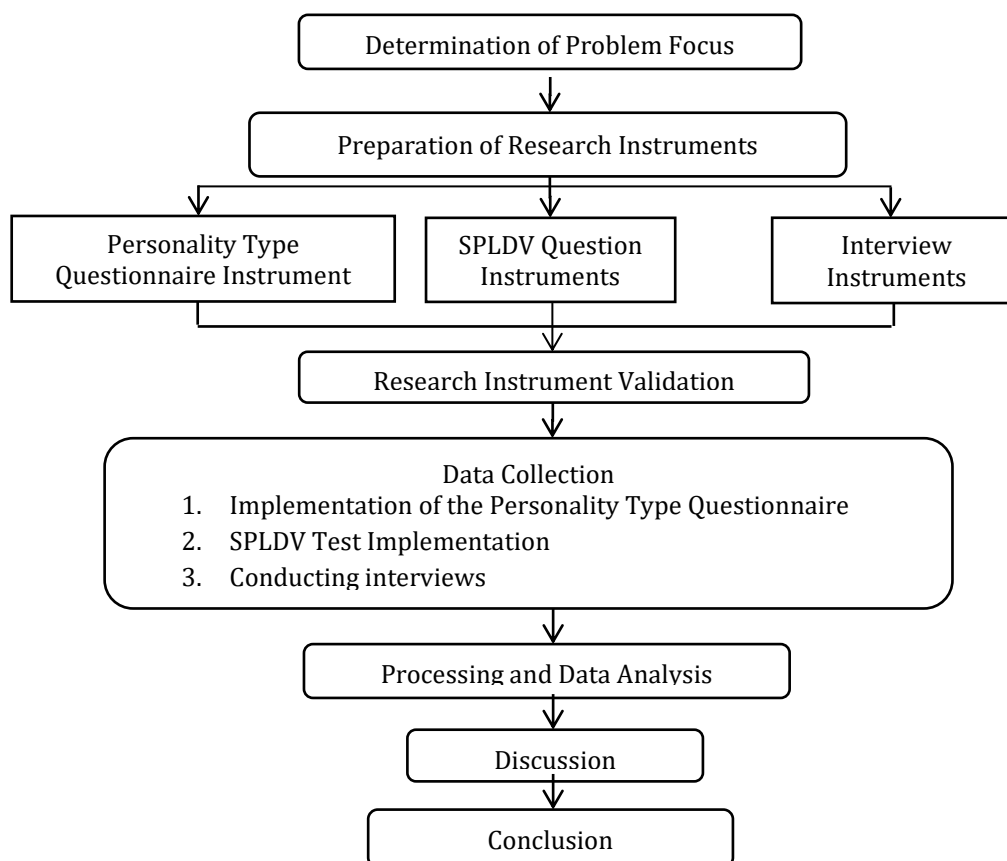 Determination of Problem Focus
Preparation of Research Instruments
Personality Type
Questionnaire Instrument
SPLDV Question
Instruments
Interview
Instruments
Research Instrument Validation
Data Collection
1. Implementation of the Personality Type Questionnaire
2. SPLDV Test Implementation
3. Conducting interviews
Processing and Data Analysis
Discussion
Conclusion